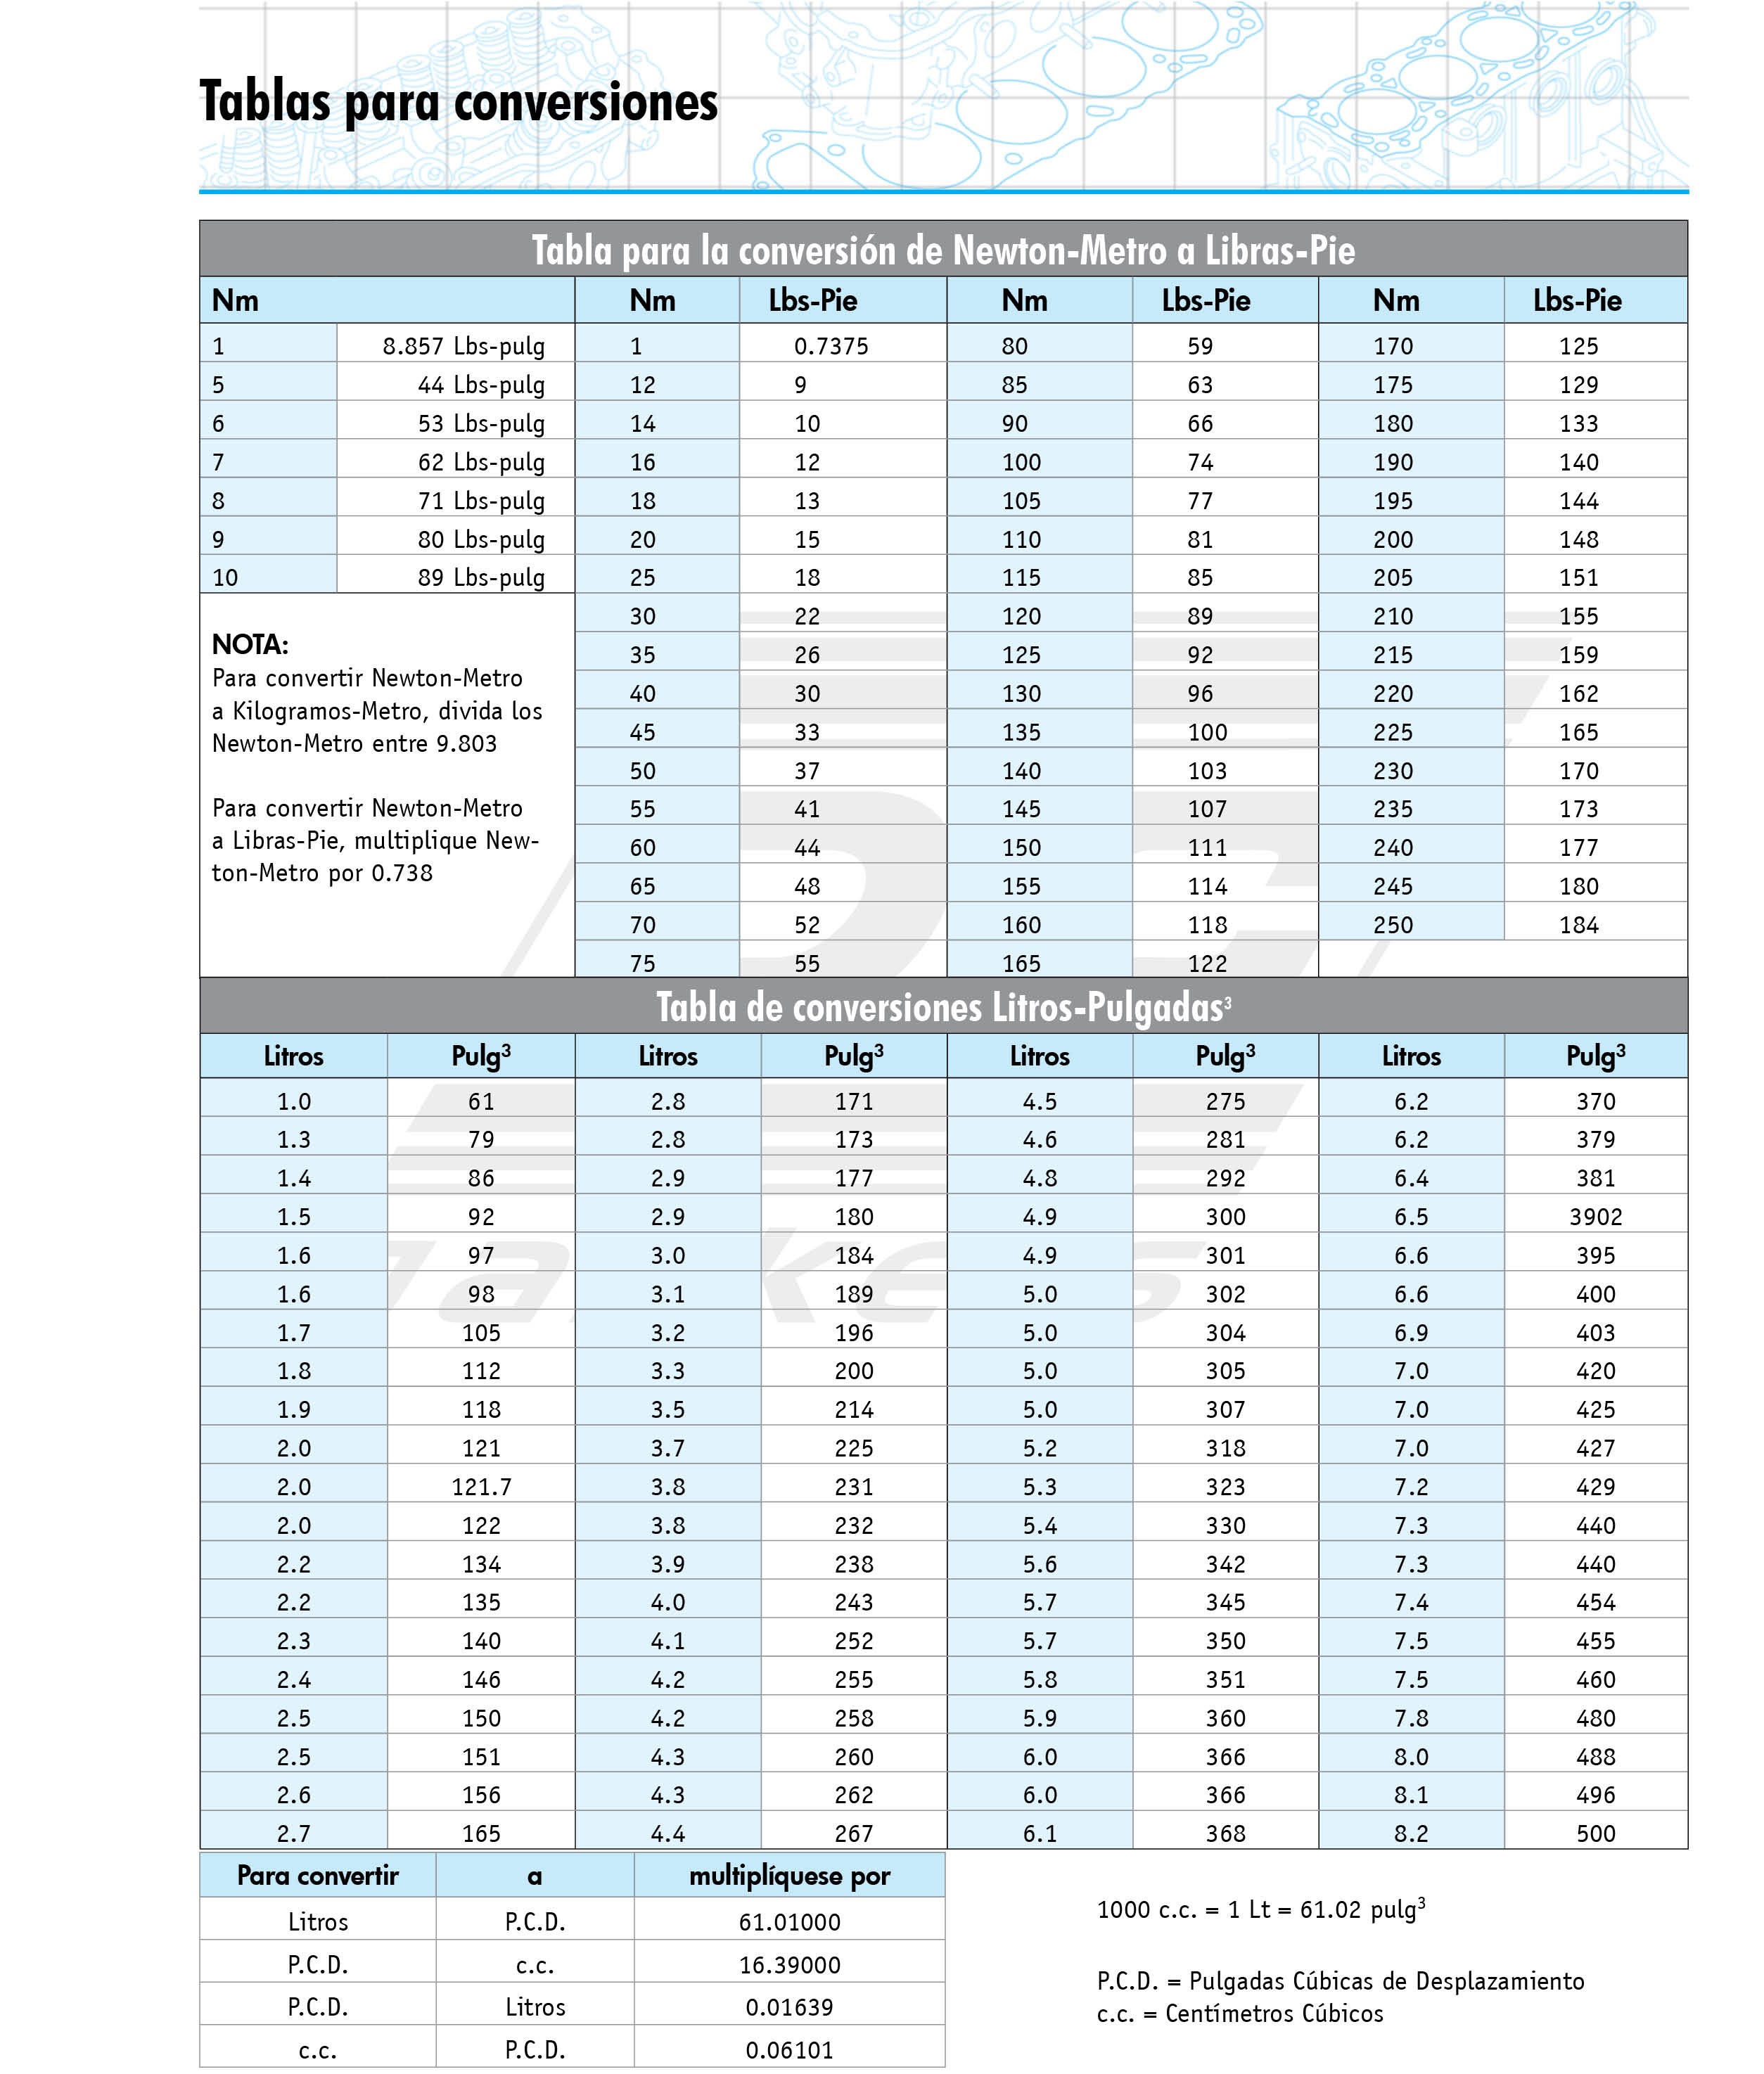 Tablas para conversiones
Tabla para la conversión de Newton-Metro a Libras-Pie
Nm Nm Lbs-Pie Nm Lbs-Pie Nm Lbs-Pie
1 8.857 Lbs-pulg 1 0.7375 80 59 170 125
5 44 Lbs-pulg 12 9 85 63 175 129
6 53 Lbs-pulg 14 10 90 66 180 133
7 62 Lbs-pulg 16 12 100 74 190 140
8 71 Lbs-pulg 18 13 105 77 195 144
9 80 Lbs-pulg 20 15 110 81 200 148
10 89 Lbs-pulg 25 18 115 85 205 151
30 22 120 89 210 155
35 26 125 92 215 159
40 30 130 96 220 162
45 33 135 100 225 165
50 37 140 103 230 170
55 41 145 107 235 173
60 44 150 111 240 177
65 48 155 114 245 180
70 52 160 118 250 184
75 55 165 122
NOTA:
Para convertir Newton-Metro
a Kilogramos-Metro, divida los
Newton-Metro entre 9.803
Para convertir Newton-Metro
a Libras-Pie, multiplique New-
ton-Metro por 0.738
Tabla de conversiones Litros-Pulgadas³
Litros Pulg³ Litros Pulg³ Litros Pulg³ Litros Pulg³
1.0 61 2.8 171 4.5 275 6.2 370
1.3 79 2.8 173 4.6 281 6.2 379
1.4 86 2.9 177 4.8 292 6.4 381
1.5 92 2.9 180 4.9 300 6.5 3902
1.6 97 3.0 184 4.9 301 6.6 395
1.6 98 3.1 189 5.0 302 6.6 400
1.7 105 3.2 196 5.0 304 6.9 403
1.8 112 3.3 200 5.0 305 7.0 420
1.9 118 3.5 214 5.0 307 7.0 425
2.0 121 3.7 225 5.2 318 7.0 427
2.0 121.7 3.8 231 5.3 323 7.2 429
2.0 122 3.8 232 5.4 330 7.3 440
2.2 134 3.9 238 5.6 342 7.3 440
2.2 135 4.0 243 5.7 345 7.4 454
2.3 140 4.1 252 5.7 350 7.5 455
2.4 146 4.2 255 5.8 351 7.5 460
2.5 150 4.2 258 5.9 360 7.8 480
2.5 151 4.3 260 6.0 366 8.0 488
2.6 156 4.3 262 6.0 366 8.1 496
2.7 165 4.4 267 6.1 368 8.2 500
Para convertir a multiplíquese por
Litros P.C.D. 61.01000
P.C.D. c.c. 16.39000
P.C.D. Litros 0.01639
c.c. P.C.D. 0.06101
1000 c.c. = 1 Lt = 61.02 pulg³
P.C.D. = Pulgadas Cúbicas de Desplazamiento
c.c. = Centímetros Cúbicos